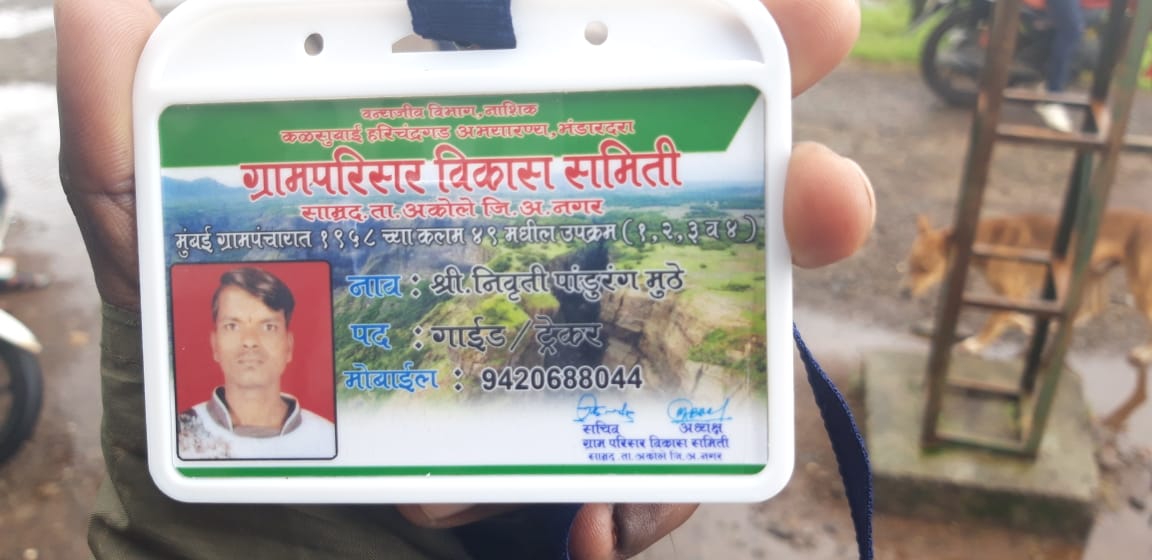 वन्यजीव विभाग, नाशिक
कळसुबाई हरिचंद्रगड अभयारण्य, भंडारदरा
ग्रामपरिसर विकास समिती
साम्रद. ता. अकोले जि. अ. नगर
मुंबई ग्रामपंचायत १९५८ च्या कलम ४९ मधील उपक्रम ( १, २, ३ व ४ )
नाव : श्री. निवृती पांडुरंग मुठे
पद : गाईड / ट्रेकर
मोबाईल : 9420688044
सचिव अध्यक्ष
ग्राम परिसर विकास समिती
साम्रद. ता. अकोले जि. अ. नगर